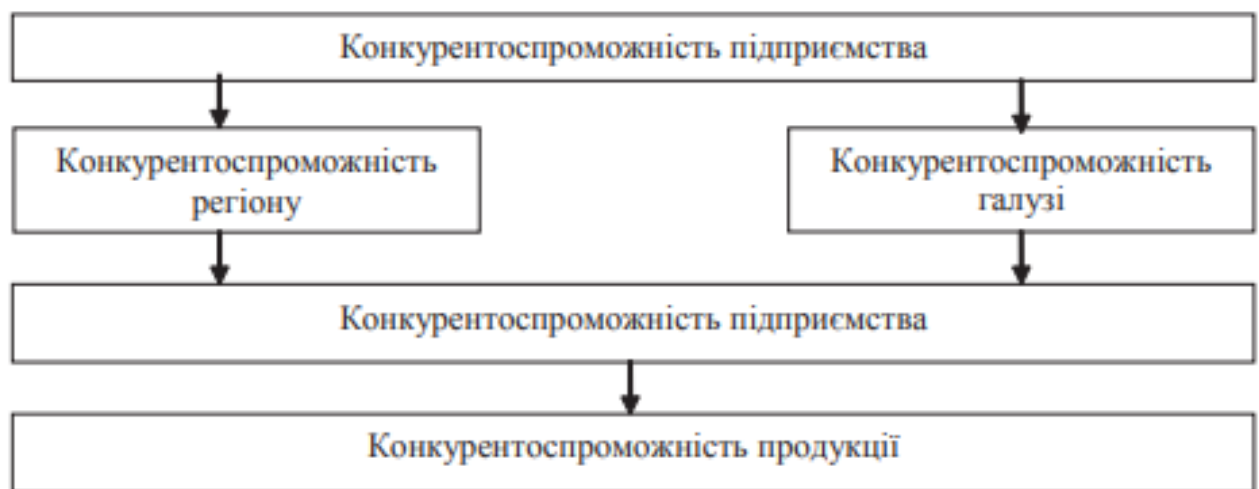 Конкурентоспроможність підприємства
Конкурентоспроможність
регіону
Конкурентоспроможність
галузі
Конкурентоспроможність підприємства
Конкурентоспроможність продукції